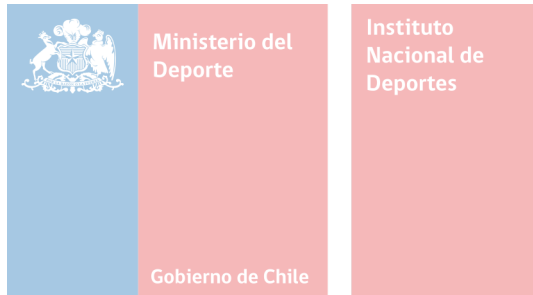 Ministerio del
Deporte
Gobierno de Chile
Instituto
Nacional de
Deportes